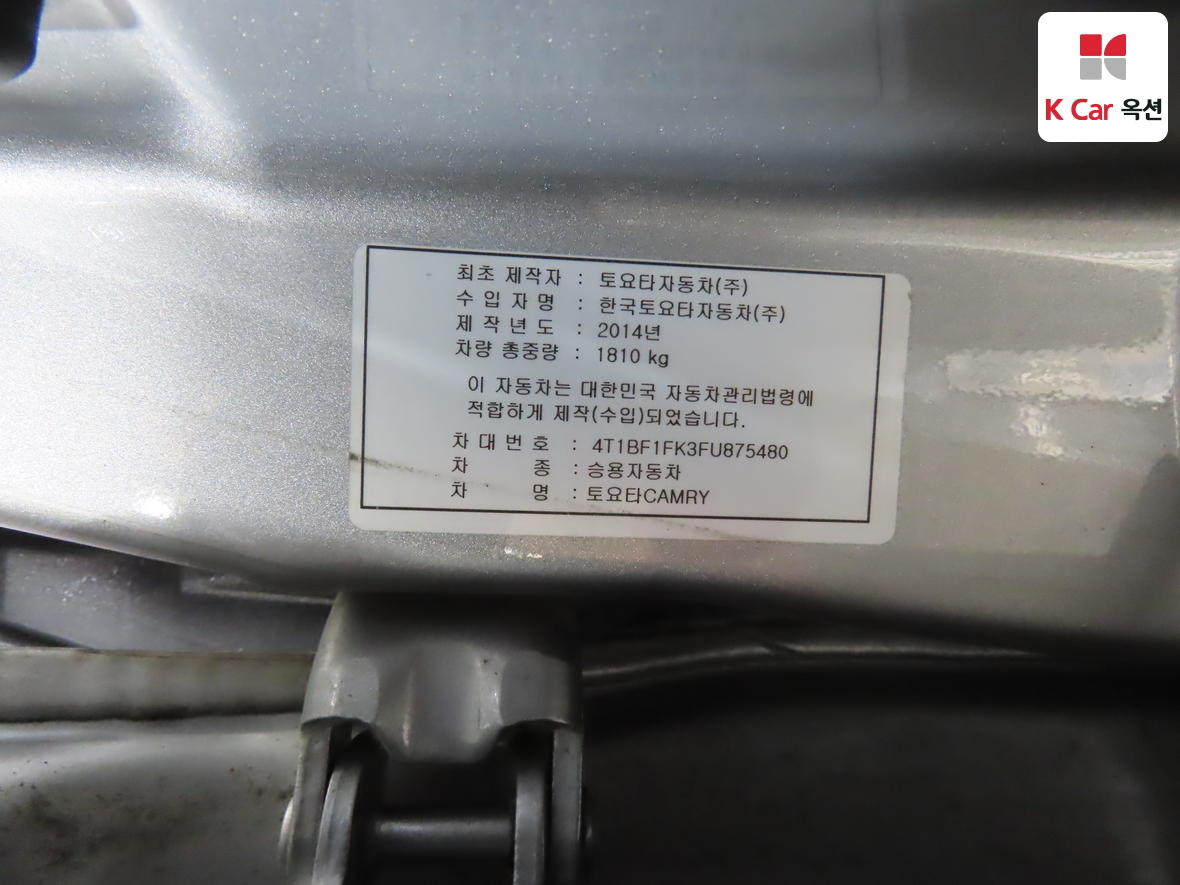 K Car 옥션
최초 제작자 : 토요타자동차(주)
수 입 자 명 : 한국토요타자동차(주)
제 작 년 도 : 2014년
차량 총중량 : 1810 kg
이 자동차는 대한민국 자동차관리법령에
적합하게 제작(수입)되었습니다.
차 대 번 호 : 4T1BF1FK3FU875480
차 종 : 승용자동차
차 명 : 토요타CAMRY